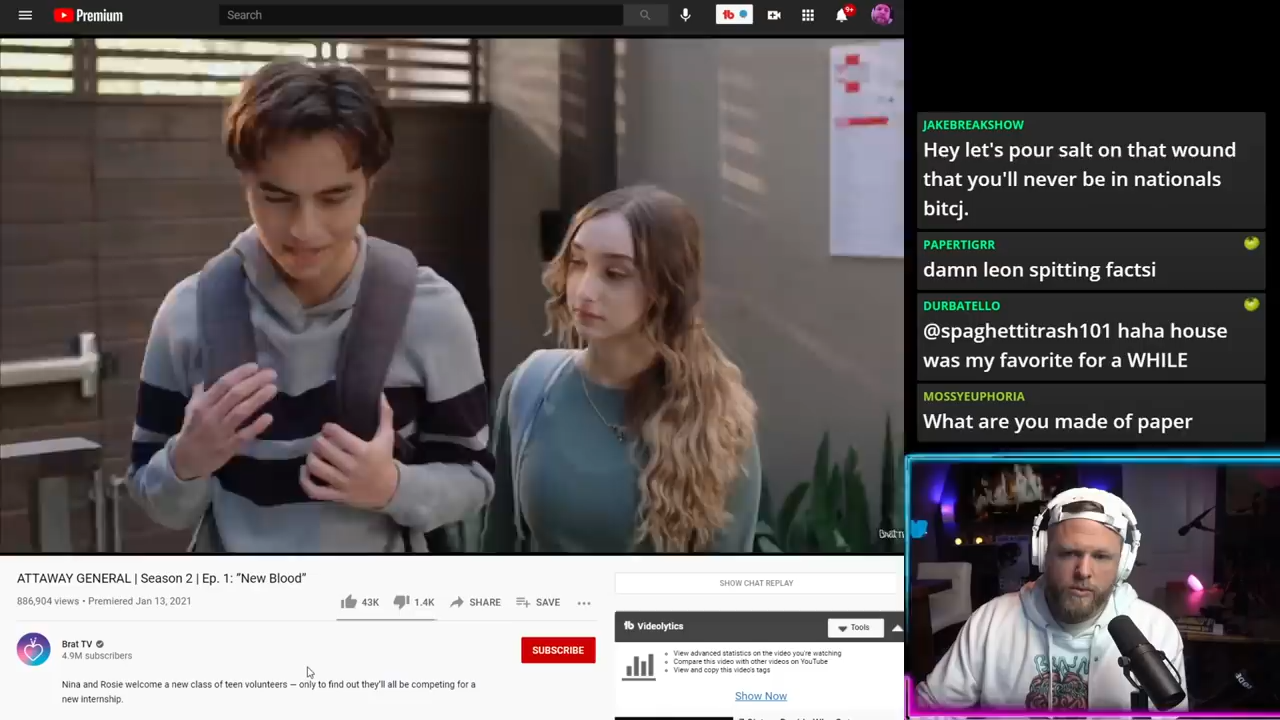 Premium
Search
9+
ATTAWAY GENERAL | Season 2 | Ep. 1: “New Blood”
886,904 views • Premiered Jan 13, 2021
43K
1.4K
SHARE
SAVE
Brat TV
4.9M subscribers
SUBSCRIBE
Nina and Rosie welcome a new class of teen volunteers — only to find out they'll all be competing for a
new internship.
SHOW CHAT REPLAY
Videolytics
Tools
View advanced statistics on the video you're watching
Compare this video with other videos on YouTube
View and copy this video's tags
Show Now
JAKEBREAKSHOW
Hey let's pour salt on that wound
that you'll never be in nationals
bitcj.
PAPERTIGRR
damn leon spitting factsi
DURBATELLO
@spaghettitrash101 haha house
was my favorite for a WHILE
MOSSYEUPHORIA
What are you made of paper